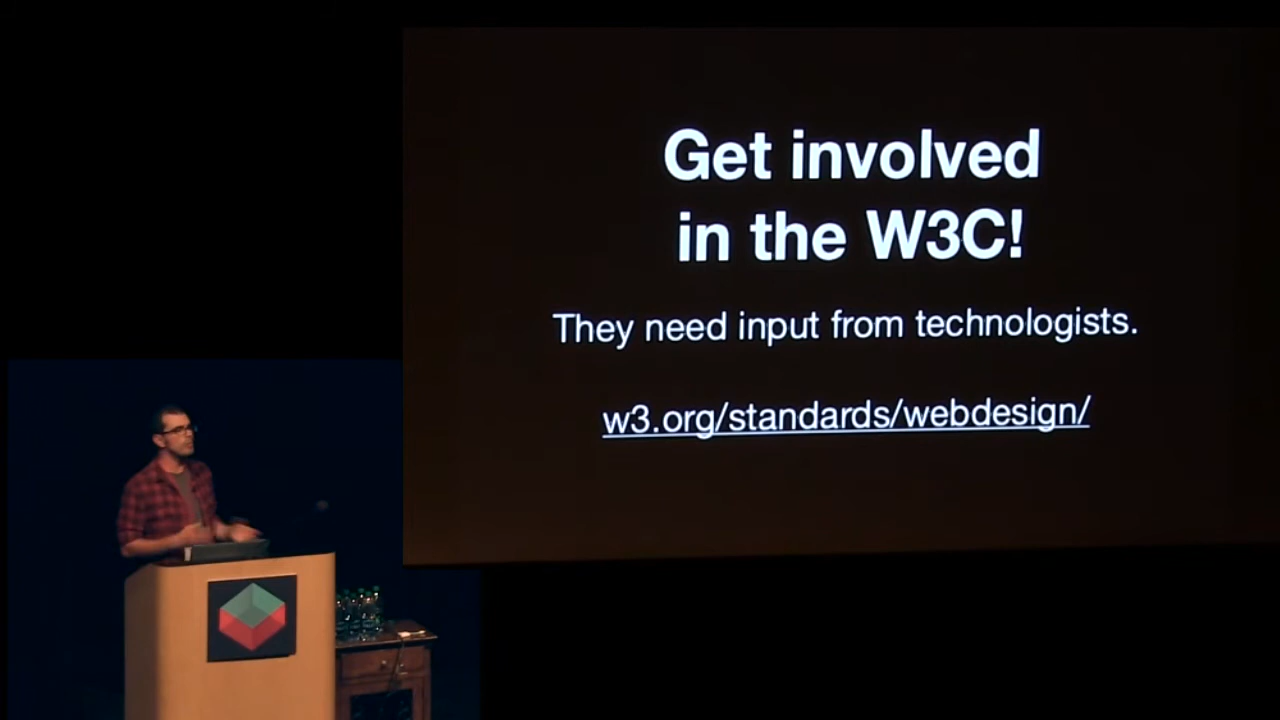 Get involved
in the W3C!
They need input from technologists.
w3.org/standards/webdesign/